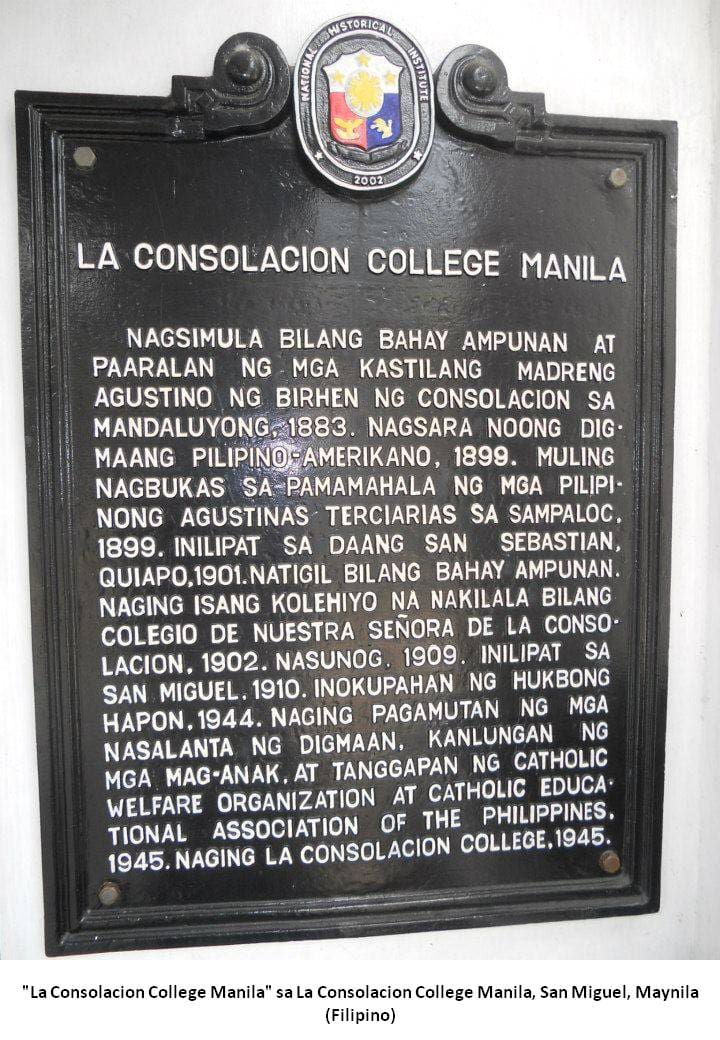 NATIONAL HISTORICAL INSTITUTE
2002
LA CONSOLACION COLLEGE MANILA
NAGSIMULA BILANG BAHAY AMPUNAN AT
PAARALAN NG MGA KASTILANG MADRENG
AGUSTINO NG BIRHEN NG CONSOLACION SA
MANDALUYONG, 1883. NAGSARA NOONG DIG-
MAANG PILIPINO-AMERIKANO, 1899. MULING
NAGBUKAS SA PAMAMAHALA NG MGA PILIPI-
NONG AGUSTINAS TERCIARIAS SA SAMPALOC,
1899. INILIPAT SA DAANG SAN SEBASTIAN,
QUIAPO,1901.NATIGIL BILANG BAHAY AMPUNAN.
NAGING ISANG KOLEHIYO NA NAKILALA BILANG
COLEGIO DE NUESTRA SEÑORA DE LA CONSO-
LACION, 1902. NASUNOG, 1909. INILIPAT SA
SAN MIGUEL, 1910. INOKUPAHAN NG HUKBONG
HAPON, 1944. NAGING PAGAMUTAN NG MGA
NASALANTA NG DIGMAAN, KANLUNGAN NG
MGA MAG-ANAK, AT TANGGAPAN NG CATHOLIC
WELFARE ORGANIZATION AT CATHOLIC EDUCA-
TIONAL ASSOCIATION OF THE PHILIPPINES,
1945. NAGING LA CONSOLACION COLLEGE, 1945.
"La Consolacion College Manila" sa La Consolacion College Manila, San Miguel, Maynila
(Filipino)